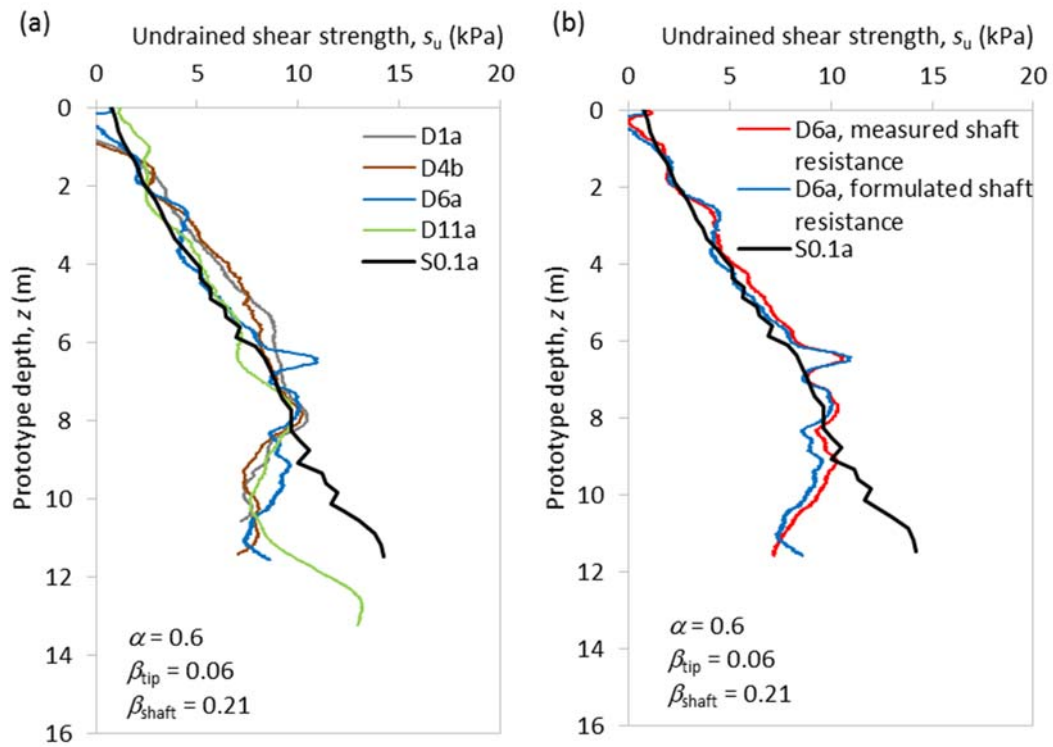 (a)
Undrained shear strength, su (kPa)
0 5 10 15 20
0
2
4
6
8
10
12
14
16
Prototype depth, z (m)
D1a
D4b
D6a
D11a
S0.1a
α = 0.6
βtip = 0.06
βshaft = 0.21
(b)
Undrained shear strength, su (kPa)
0 5 10 15 20
0
2
4
6
8
10
12
14
16
Prototype depth, z (m)
D6a, measured shaft
resistance
D6a, formulated shaft
resistance
S0.1a
α = 0.6
βtip = 0.06
βshaft = 0.21